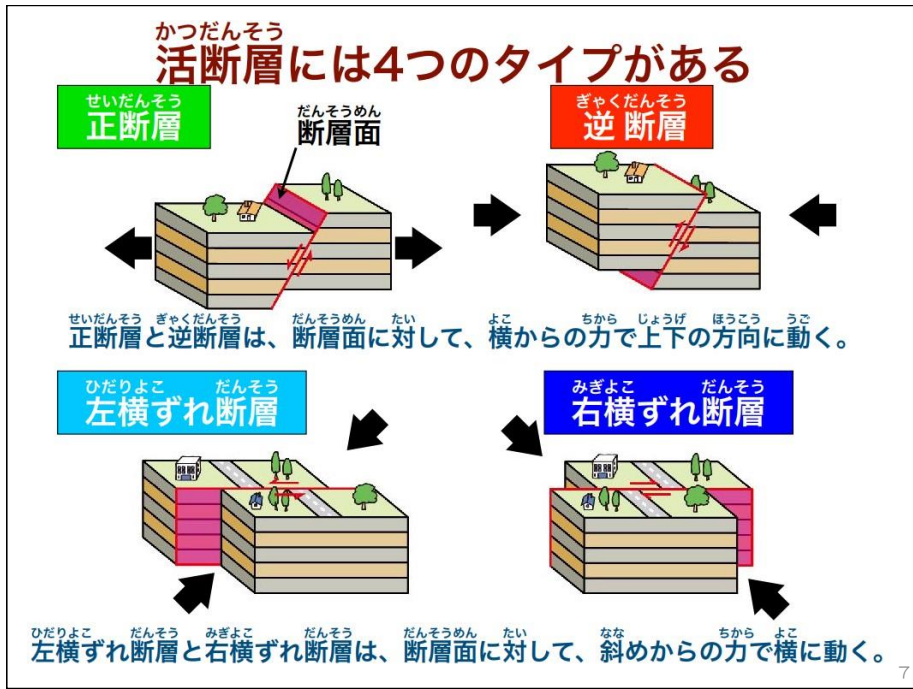 かつだんそう
活断層には4つのタイプがある
せいだんそう
正断層
だんそうめん
断層面
ぎゃくだんそう
逆断層
せいだんそう ぎゃくだんそう だんそうめん たい よこ ちから じょうげ ほうこう うご
正断層と逆断層は、断層面に対して、横からの力で上下の方向に動く。
ひだりよこ だんそう
左横ずれ断層
みぎよこ だんそう
右横ずれ断層
ひだりよこ だんそう みぎよこ だんそう だんそうめん たい なな ちから よこ
左横ずれ断層と右横ずれ断層は、断層面に対して、斜めからの力で横に動く。
7